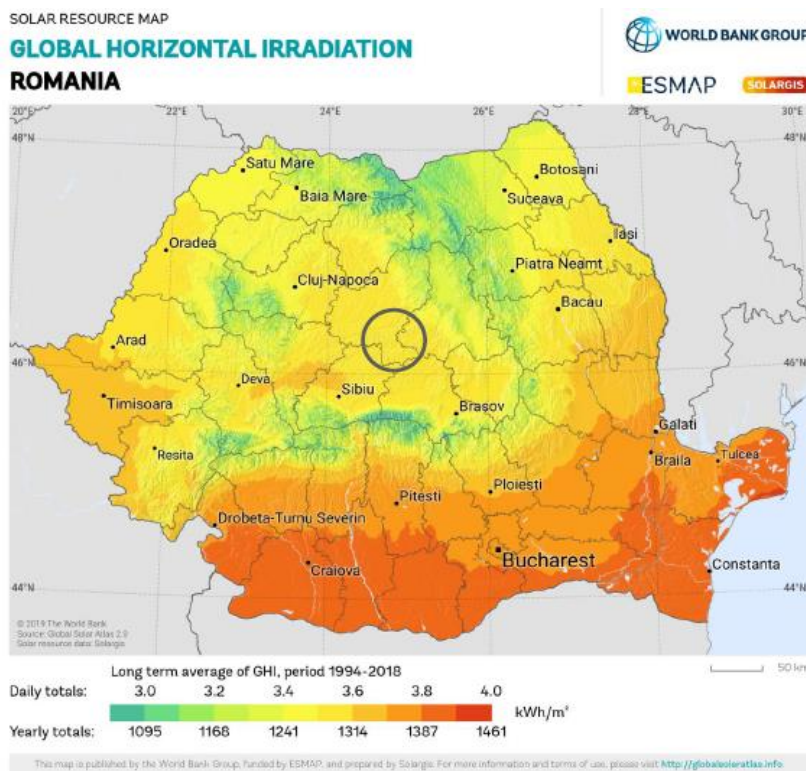 SOLAR RESOURCE MAP
GLOBAL HORIZONTAL IRRADIATION
ROMANIA
WORLD BANK GROUP
ESMAP
SOLARGIS
20°E
22°E
24°E
26°E
28°E
30°E
48°N
48°N
Satu Mare
Baia Mare
Botosani
Suceava
Oradea
Iasi
Cluj-Napoca
Piatra Neamt
Bacau
Arad
46°N
46°N
Deva
Sibiu
Timisoara
Brasov
Galati
Resita
Braila
Tulcea
Ploiesti
Pitesti
Drobeta-Turnu Severin
Bucharest
Craiova
Constanta
44°N
44°N
© 2019 The World Bank
Source: Global Solar Atlas 2.0
Solar resource data: Solargis
50 km
Long term average of GHI, period 1994-2018
Daily totals: 3.0 3.2 3.4 3.6 3.8 4.0
kWh/m²
Yearly totals: 1095 1168 1241 1314 1387 1461
This map is published by the World Bank Group, funded by ESMAP, and prepared by Solargis. For more information and terms of use, please visit http://globalsolaratlas.info